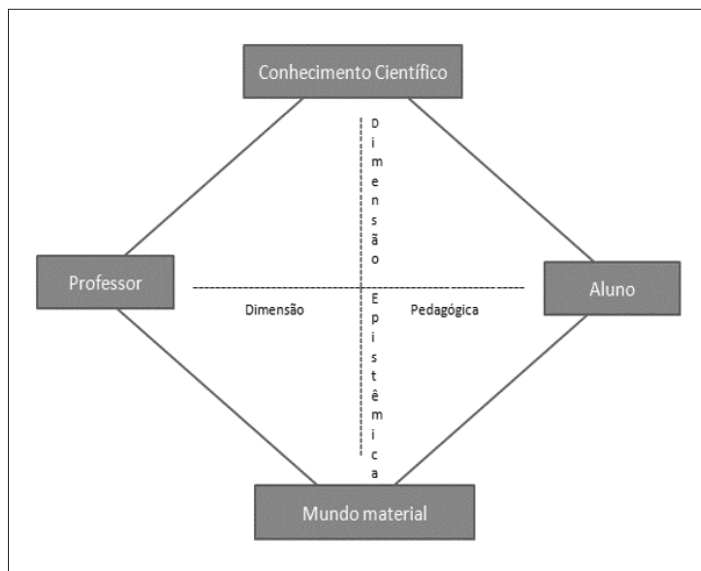 Conhecimento Científico
Dimensão Epistêmica
Professor
Aluno
Dimensão
Pedagógica
Mundo material